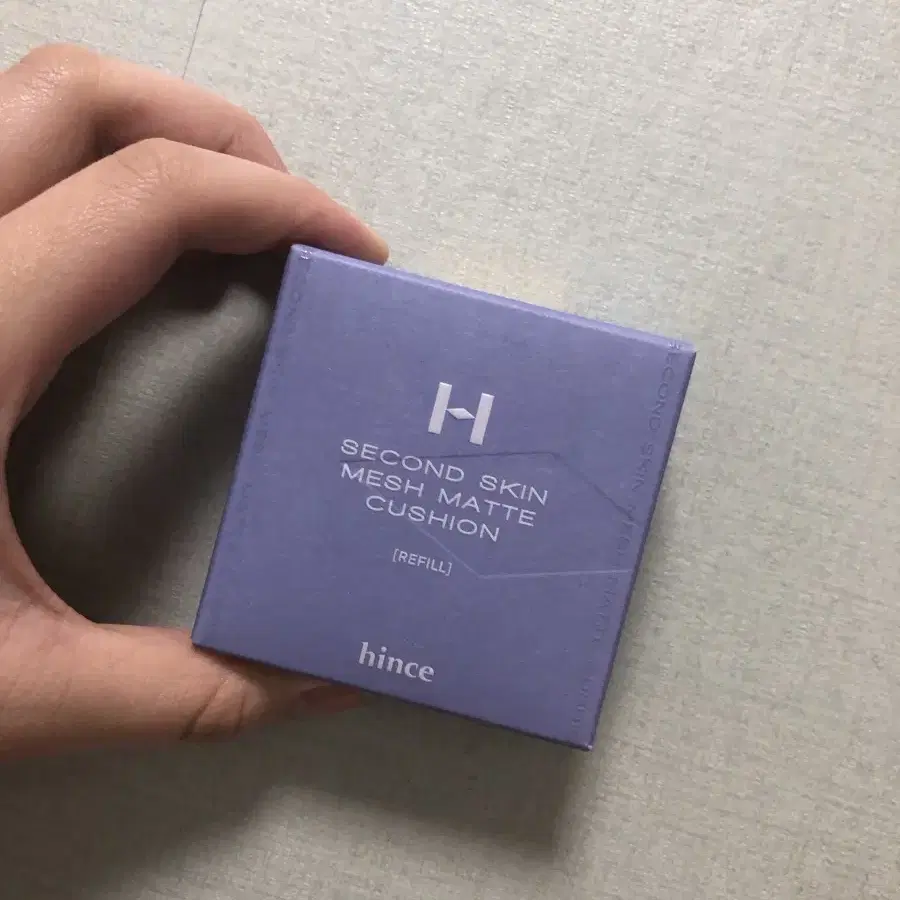 H
SECOND SKIN
MESH MATTE
CUSHION
[REFILL]
hince